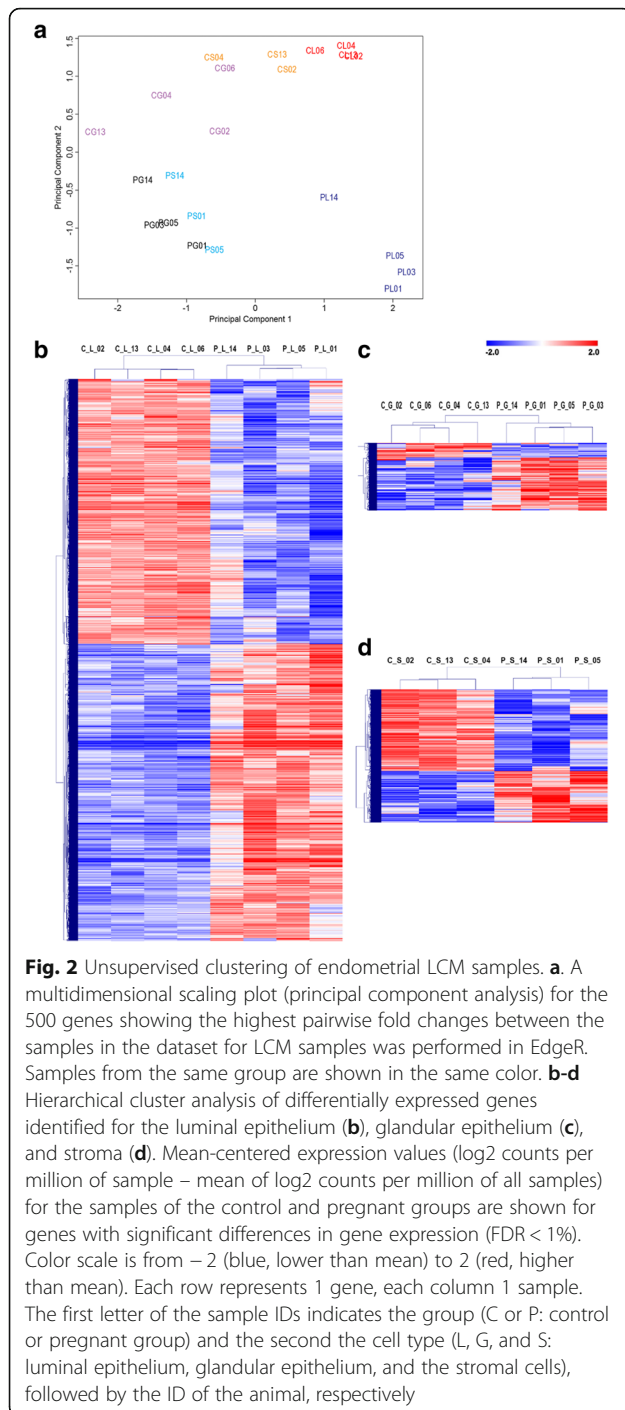 a
Principal Component 2
1.5
1.0
0.5
0.0
-0.5
-1.0
-1.5
CS04
CG06
CS13
CS02
CL06
CL04
CL13
CL02
CG04
CG13
CG02
PG14
PS14
PS01
PG05
PG03
PG01
PS05
PL14
PL05
PL03
PL01
-2
-1
0
1
2
Principal Component 1
b
C_L_02 C_L_13 C_L_04 C_L_06 P_L_14 P_L_03 P_L_05 P_L_01
-2.0 2.0
c
C_G_02 C_G_06 C_G_04 C_G_13 P_G_14 P_G_01 P_G_05 P_G_03
d
C_S_02 C_S_13 C_S_04 P_S_14 P_S_01 P_S_05
Fig. 2 Unsupervised clustering of endometrial LCM samples. a. A
multidimensional scaling plot (principal component analysis) for the
500 genes showing the highest pairwise fold changes between the
samples in the dataset for LCM samples was performed in EdgeR.
Samples from the same group are shown in the same color. b-d
Hierarchical cluster analysis of differentially expressed genes
identified for the luminal epithelium (b), glandular epithelium (c),
and stroma (d). Mean-centered expression values (log2 counts per
million of sample – mean of log2 counts per million of all samples)
for the samples of the control and pregnant groups are shown for
genes with significant differences in gene expression (FDR < 1%).
Color scale is from − 2 (blue, lower than mean) to 2 (red, higher
than mean). Each row represents 1 gene, each column 1 sample.
The first letter of the sample IDs indicates the group (C or P: control
or pregnant group) and the second the cell type (L, G, and S:
luminal epithelium, glandular epithelium, and the stromal cells),
followed by the ID of the animal, respectively